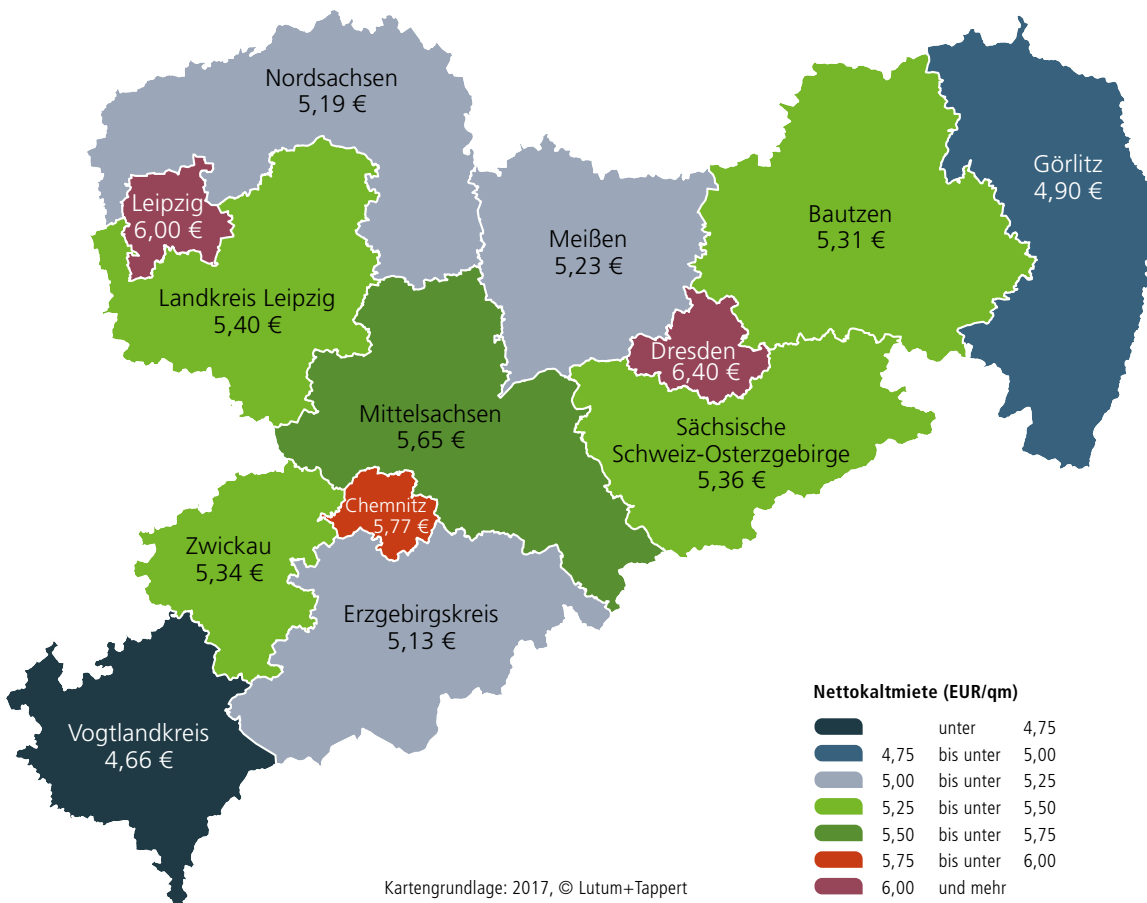 Nordsachsen
5,19 €
Görlitz
4,90 €
Leipzig
6,00 €
Bautzen
5,31 €
Meißen
5,23 €
Landkreis Leipzig
5,40 €
Dresden
6,40 €
Mittelsachsen
5,65 €
Sächsische
Schweiz-Osterzgebirge
5,36 €
Chemnitz
5,77 €
Zwickau
5,34 €
Erzgebirgskreis
5,13 €
Vogtlandkreis
4,66 €
Nettokaltmiete (EUR/qm)
unter 4,75
4,75 bis unter 5,00
5,00 bis unter 5,25
5,25 bis unter 5,50
5,50 bis unter 5,75
5,75 bis unter 6,00
6,00 und mehr
Kartengrundlage: 2017, © Lutum+Tappert